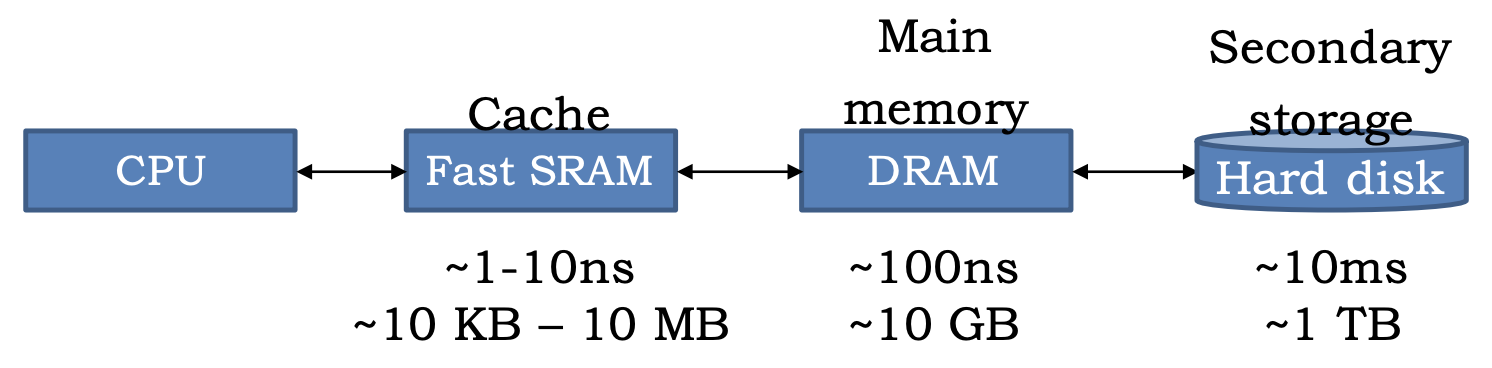 Main
memory
Secondary
storage
Cache
CPU
Fast SRAM
DRAM
Hard disk
~1-10ns
~100ns
~10ms
~10 KB – 10 MB
~10 GB
~1 TB